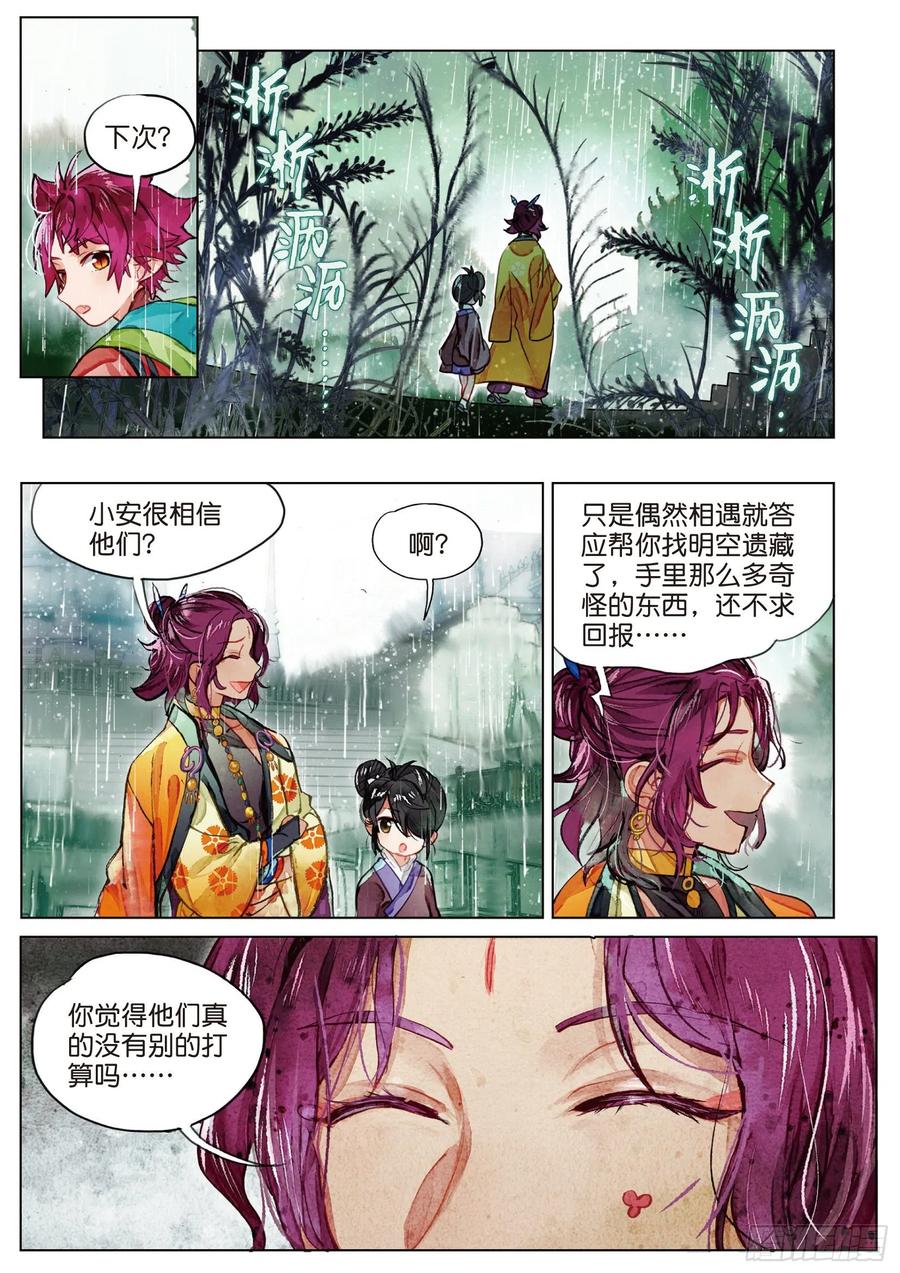 下次？
淅
淅
沥
沥……
淅
淅
沥
沥…
小安很相信
他们？
啊？
只是偶然相遇就答
应帮你找明空遗藏
了，手里那么多奇
怪的东西，还不求
回报……
你觉得他们真
的没有别的打
算吗……